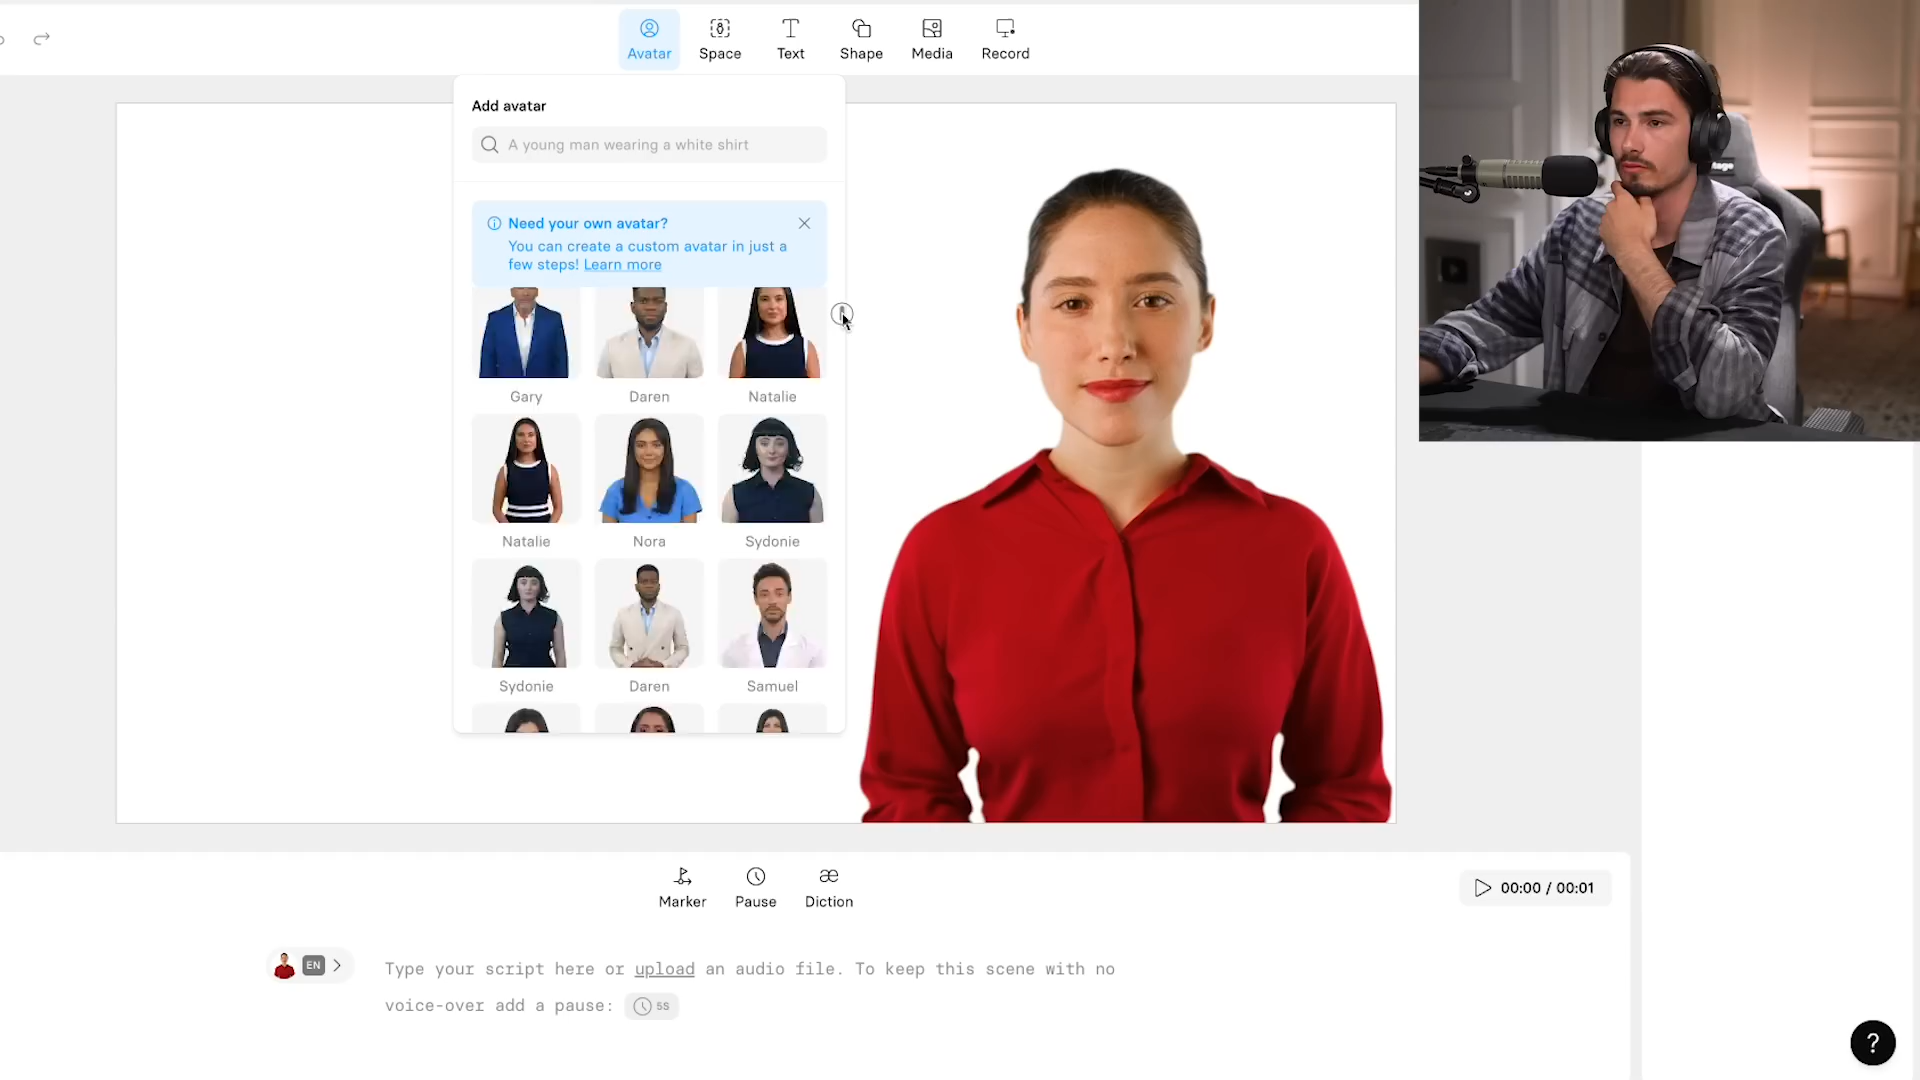 Avatar
Space
Text
Shape
Media
Record
Add avatar
A young man wearing a white shirt
Need your own avatar?
You can create a custom avatar in just a
few steps! Learn more
Gary
Daren
Natalie
Natalie
Nora
Sydonie
Sydonie
Daren
Samuel
Marker
Pause
æ
Diction
00:00 / 00:01
EN
Type your script here or upload an audio file. To keep this scene with no
voice-over add a pause: 5S
?